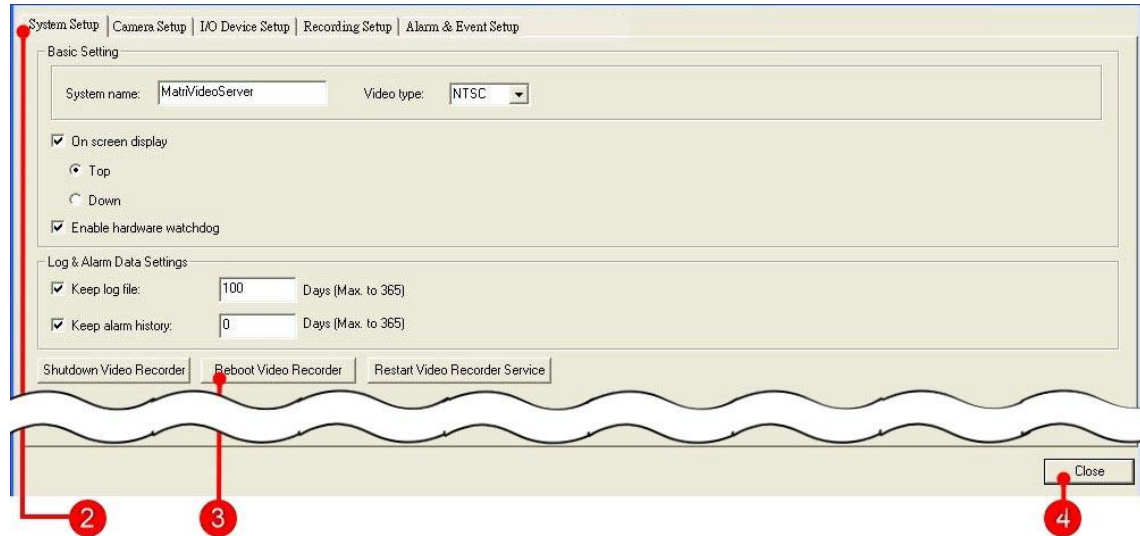 System Setup | Camera Setup | I/O Device Setup | Recording Setup | Alarm & Event Setup
Basic Setting
System name: MatriVideoServer Video type: NTSC
On screen display
Top
Down
Enable hardware watchdog
Log & Alarm Data Settings
Keep log file: 100 Days (Max. to 365)
Keep alarm history: 0 Days (Max. to 365)
Shutdown Video Recorder Reboot Video Recorder Restart Video Recorder Service
Close
2 3 4